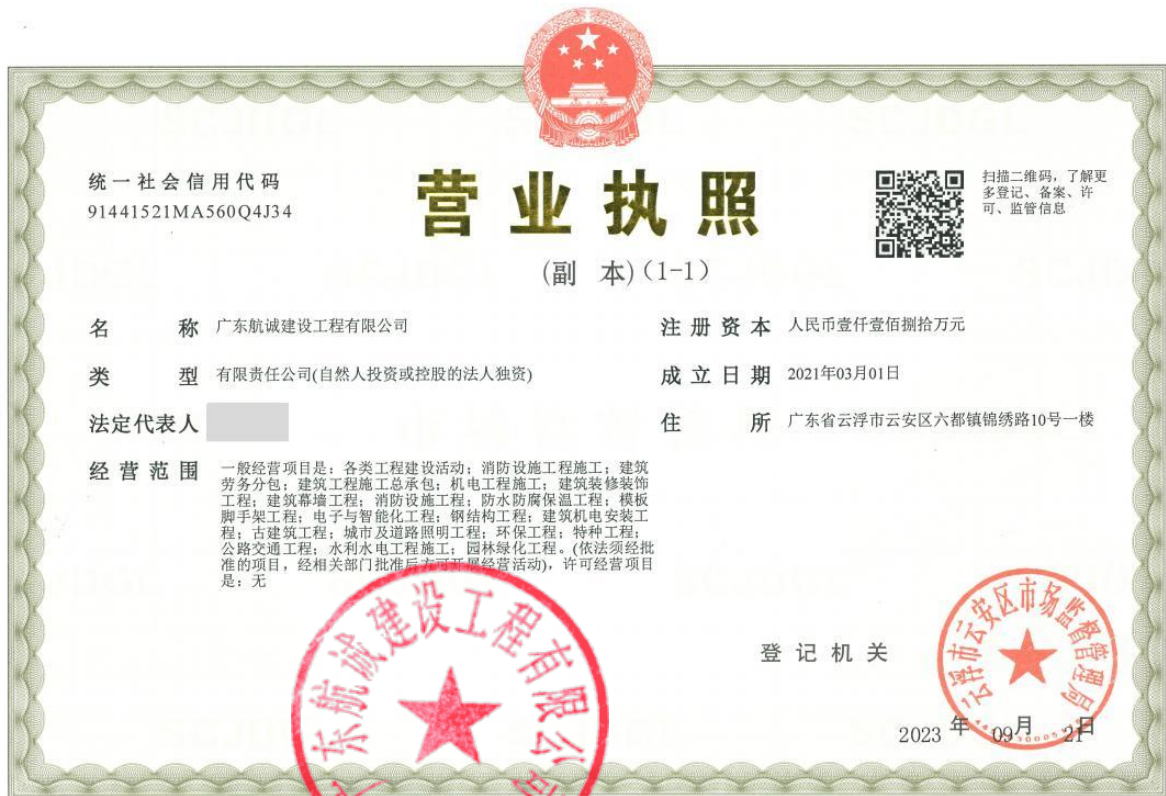 统一社会信用代码
91441521MA560Q4J34
营业执照
(副 本)(1-1)
扫描二维码，了解更
多登记、备案、许
可、监管信息
名 称 广东航诚建设工程有限公司
注册资本 人民币壹仟壹佰捌拾万元
类 型 有限责任公司(自然人投资或控股的法人独资)
成立日期 2021年03月01日
法定代表人
住 所 广东省云浮市云安区六都镇锦绣路10号一楼
经营范围 一般经营项目是：各类工程建设活动；消防设施工程施工；建筑
劳务分包；建筑工程施工总承包；机电工程施工；建筑装修装饰
工程；建筑幕墙工程；消防设施工程；防水防腐保温工程；模板
脚手架工程；电子与智能化工程；钢结构工程；建筑机电安装工
程；古建筑工程；城市及道路照明工程；环保工程；特种工程；
公路交通工程；水利水电工程施工；园林绿化工程。(依法须经批
准的项目，经相关部门批准后方可开展经营活动)，许可经营项目
是：无
广东航诚建设工程有限公司
登记机关
云浮市云安区市场监督管理局
2023 年 09月 21日